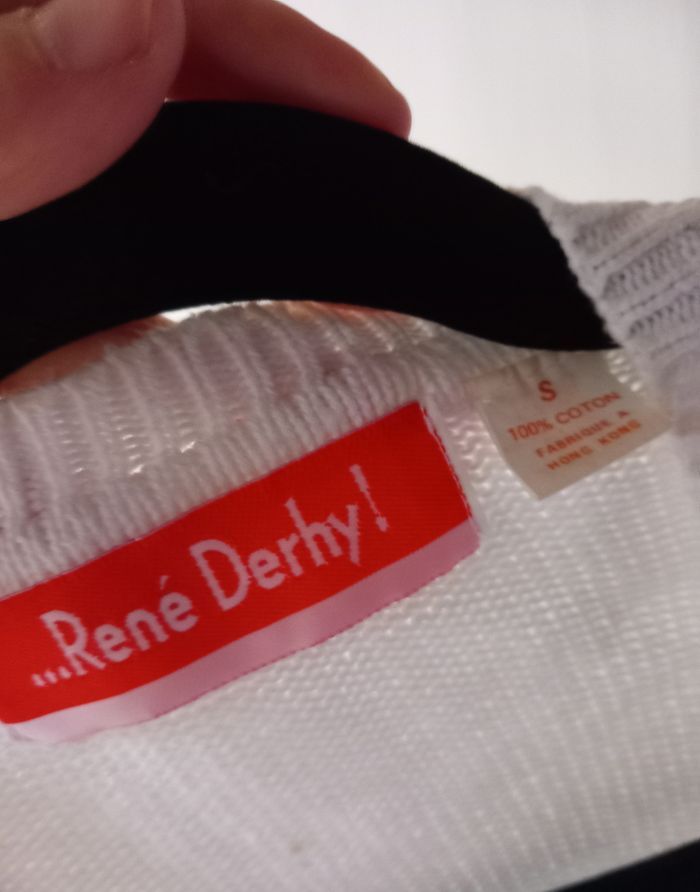 ...René Derhy!
S
100% COTON
FABRIQUE A
HONG KONG